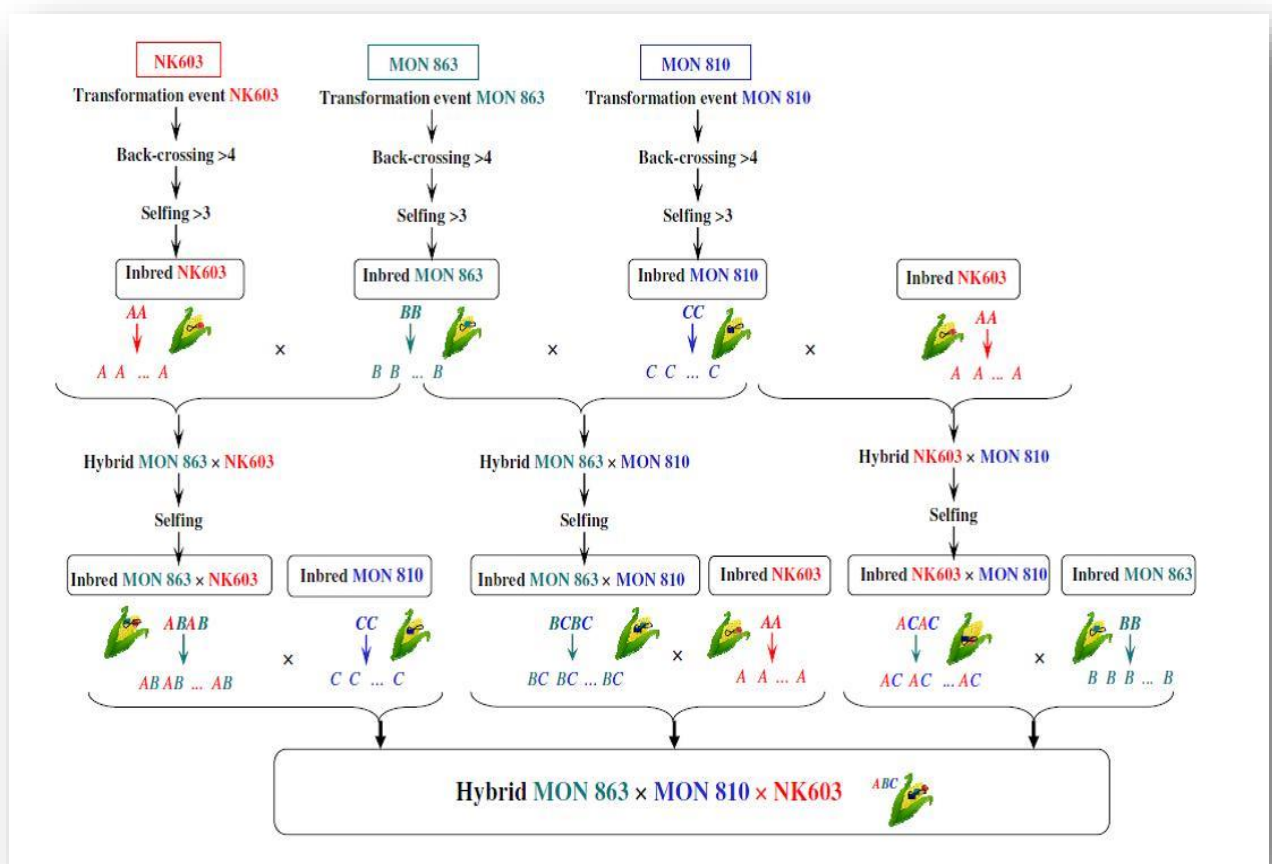 NK603
MON 863
MON 810
Transformation event NK603
Transformation event MON 863
Transformation event MON 810
Back-crossing >4
Back-crossing >4
Back-crossing >4
Selfing >3
Selfing >3
Selfing >3
Inbred NK603
Inbred MON 863
Inbred MON 810
Inbred NK603
AA
BB
CC
AA
×
×
×
A A ... A
B B ... B
C C ... C
A A ... A
Hybrid MON 863 × NK603
Hybrid MON 863 × MON 810
Hybrid NK603 × MON 810
Selfing
Selfing
Selfing
Inbred MON 863 × NK603
Inbred MON 810
Inbred MON 863 × MON 810
Inbred NK603
Inbred NK603 × MON 810
Inbred MON 863
ABAB
CC
BCBC
AA
ACAC
BB
×
×
×
AB AB ... AB
C C ... C
BC BC ... BC
A A ... A
AC AC ... AC
B B B ... B
Hybrid MON 863 × MON 810 × NK603
ABC